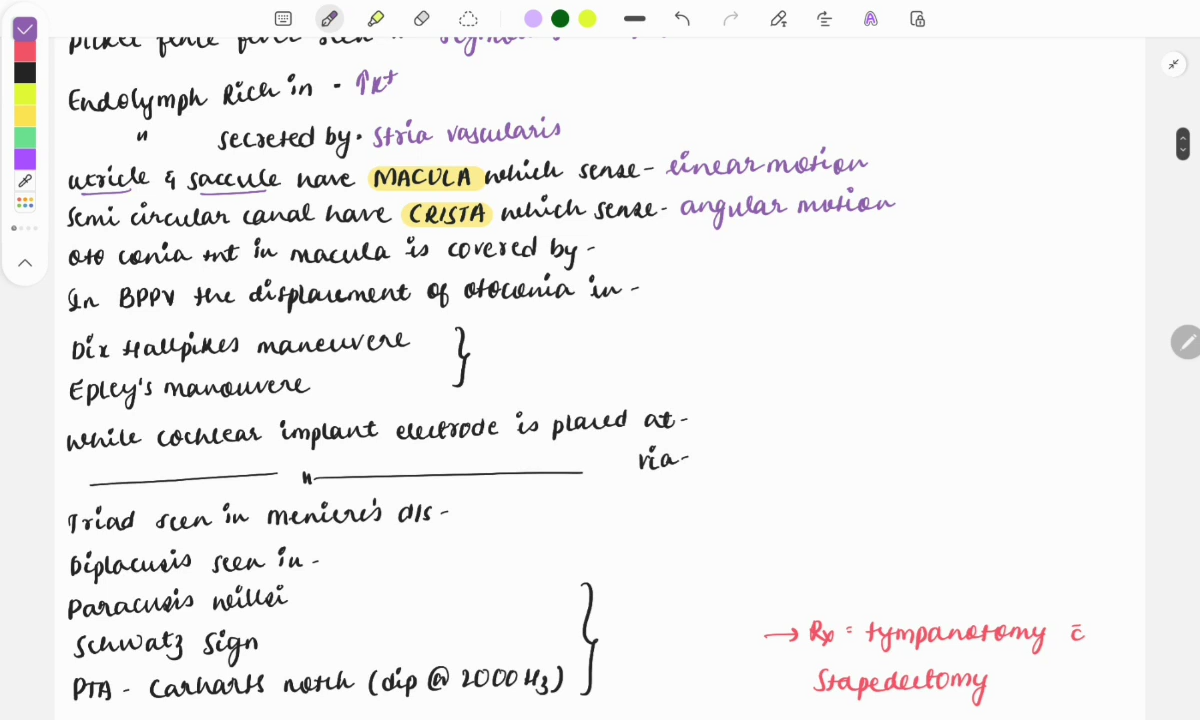 Endolymph Rich in - ↑K+
" secreted by. Stria vascularis
utricle & saccule have MACULA which sense - linear motion
Semi circular canal have CRISTA which sense - angular motion
oto conia in macula is covered by -
In BPPV the displacement of otoconia in -
Dix Hallpikes maneuvere }
Epley's manouvere
While cochlear implant electrode is placed at -
" via -
Triad seen in meniere's dis -
Diplacusis seen in -
Paracusis willsi
Schwatz Sign
PTA - Carharts notch (dip @ 2000 Hz) }
→ Rx = tympanotomy c̄
Stapedectomy